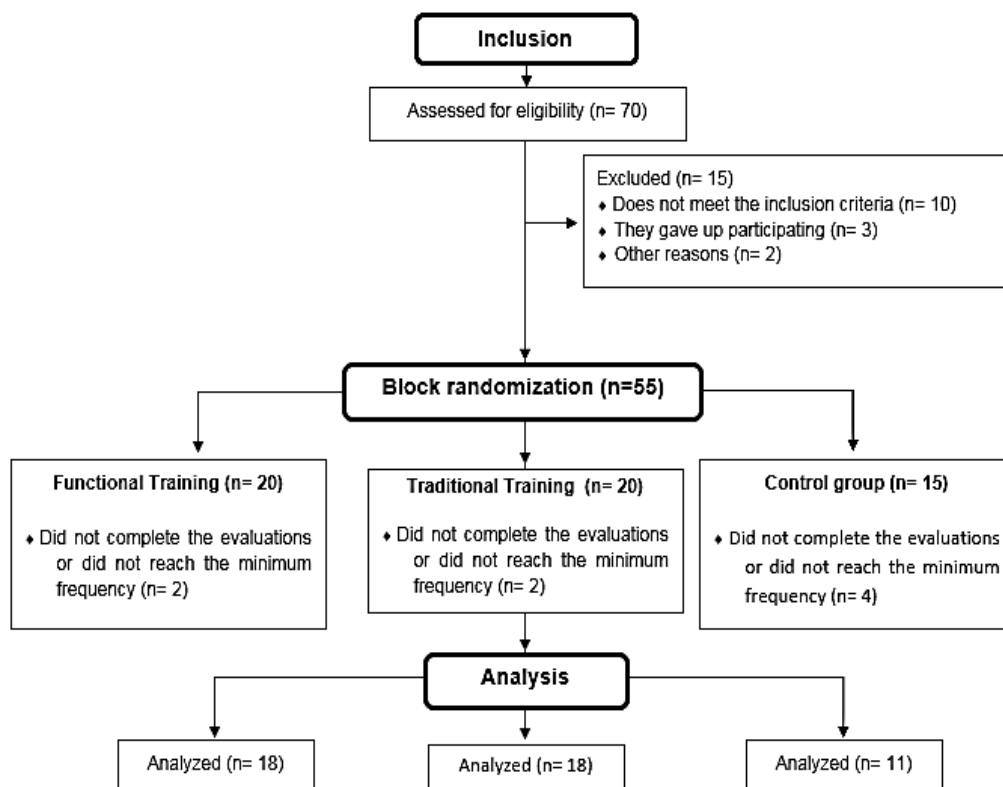 Inclusion
Assessed for eligibility (n= 70)
Excluded (n= 15)
♦ Does not meet the inclusion criteria (n= 10)
♦ They gave up participating (n= 3)
♦ Other reasons (n= 2)
Block randomization (n=55)
Functional Training (n= 20)
♦ Did not complete the evaluations
or did not reach the minimum
frequency (n= 2)
Traditional Training (n= 20)
♦ Did not complete the evaluations
or did not reach the minimum
frequency (n= 2)
Control group (n= 15)
♦ Did not complete the evaluations
or did not reach the minimum
frequency (n= 4)
Analysis
Analyzed (n= 18)
Analyzed (n= 18)
Analyzed (n= 11)